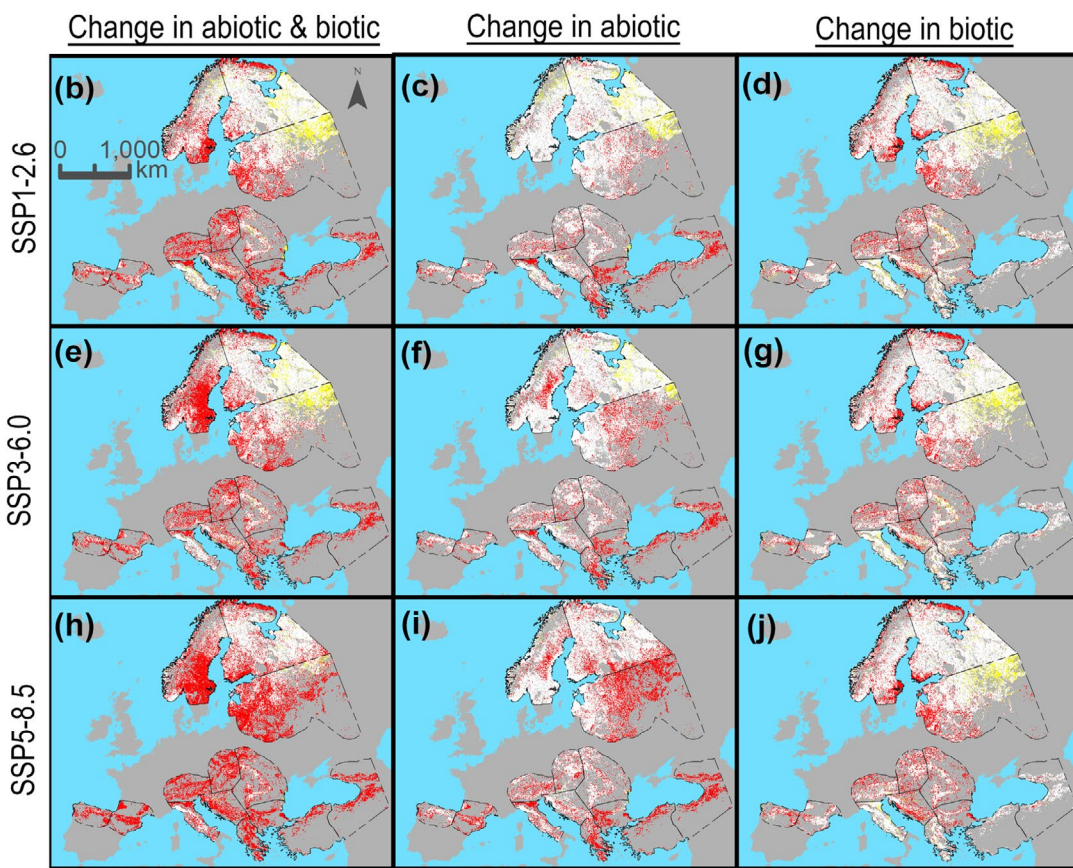 Change in abiotic & biotic
Change in abiotic
Change in biotic
SSP1-2.6
(b)
N
0 1,000
km
(c)
(d)
SSP3-6.0
(e)
(f)
(g)
SSP5-8.5
(h)
(i)
(j)